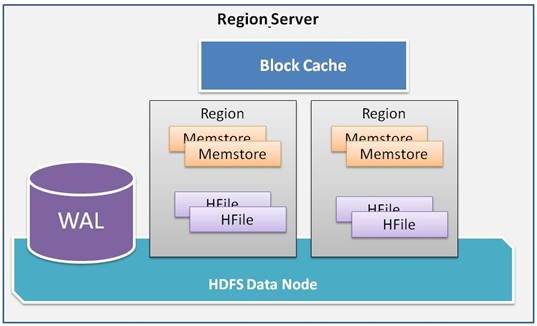 Region Server
Block Cache
Region
Memstore
Memstore
HFile
HFile
Region
Memstore
Memstore
HFile
HFile
WAL
HDFS Data Node